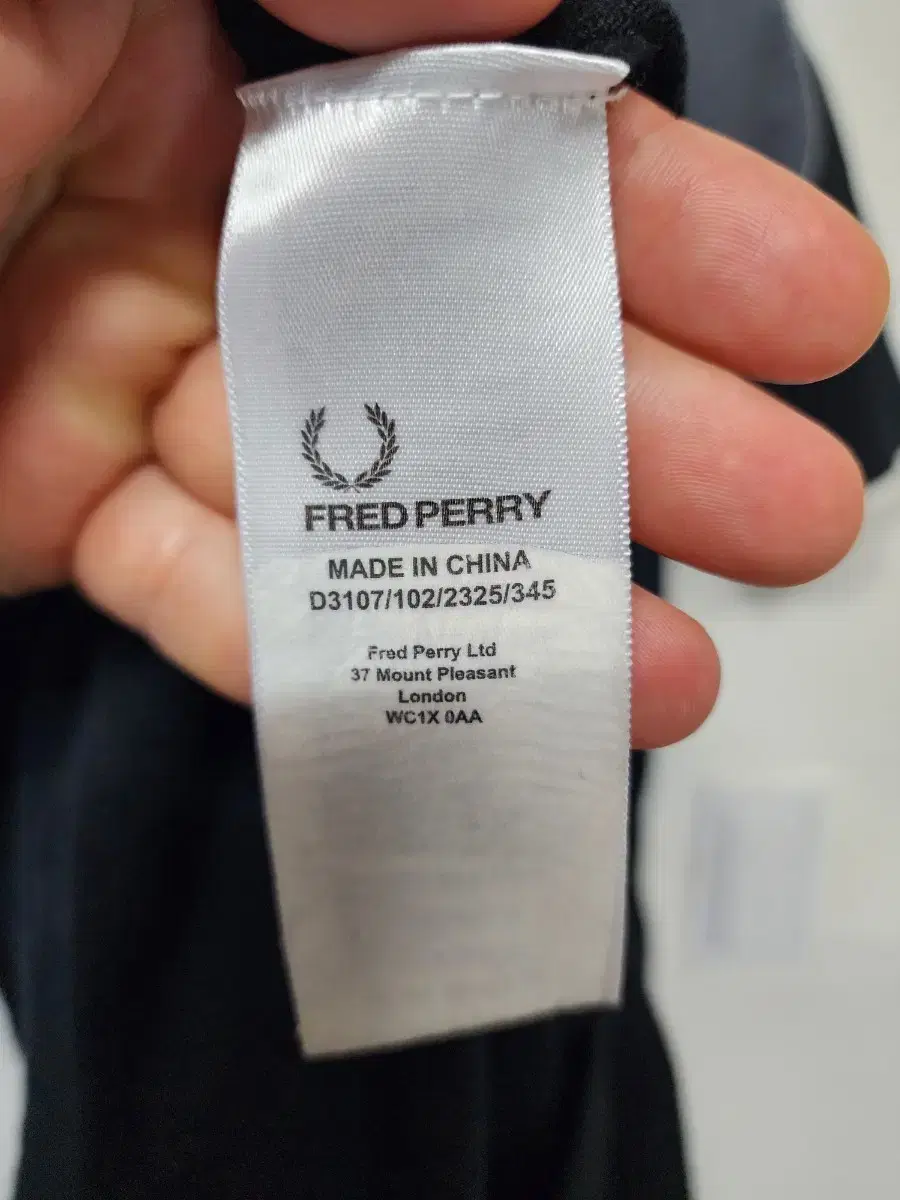 FRED PERRY
MADE IN CHINA
D3107/102/2325/345
Fred Perry Ltd
37 Mount Pleasant
London
WC1X 0AA